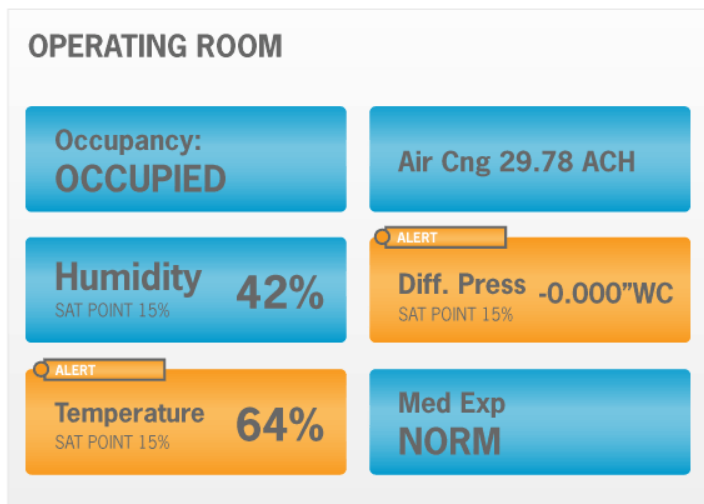 OPERATING ROOM
Occupancy:
OCCUPIED
Air Cng 29.78 ACH
Humidity 42%
SAT POINT 15%
ALERT
Diff. Press -0.000”WC
SAT POINT 15%
ALERT
Temperature 64%
SAT POINT 15%
Med Exp
NORM